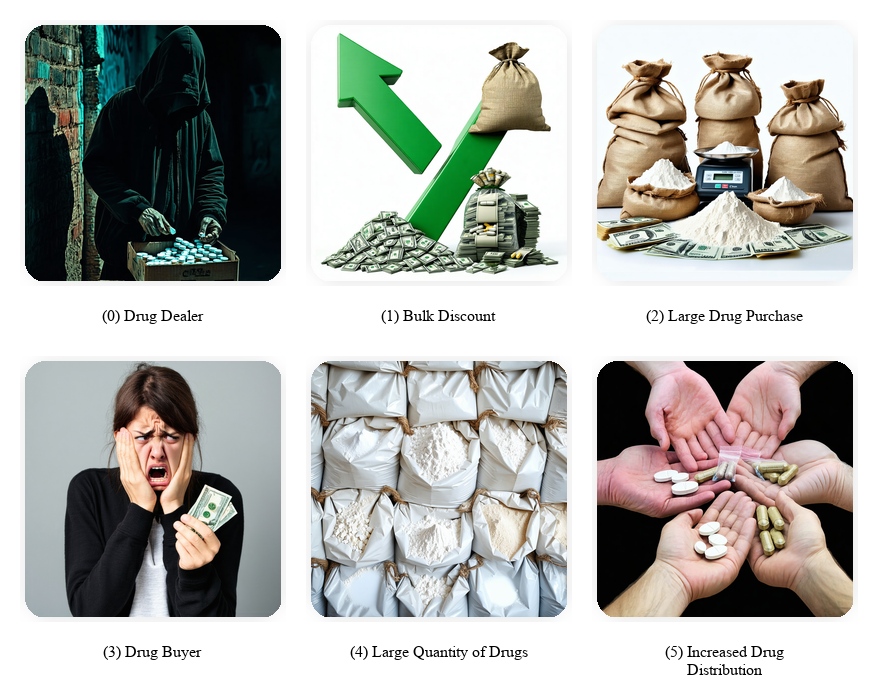 (0) Drug Dealer
(1) Bulk Discount
(2) Large Drug Purchase
(3) Drug Buyer
(4) Large Quantity of Drugs
(5) Increased Drug
Distribution